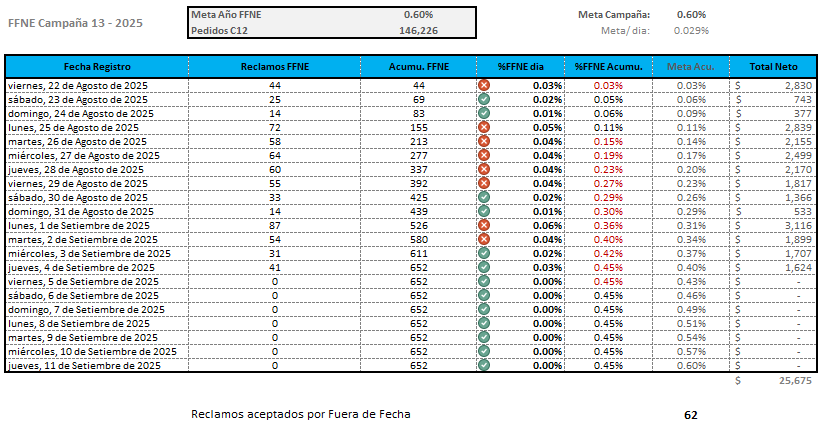 FFNE Campaña 13 - 2025
Meta Año FFNE 0.60%
Pedidos C12 146,226
Meta Campaña: 0.60%
Meta/ dia: 0.029%
Fecha Registro Reclamos FFNE Acumu. FFNE %FFNE dia %FFNE Acumu. Meta Acu. Total Neto
viernes, 22 de Agosto de 2025 44 44 0.03% 0.03% 0.03% $ 2,830
sábado, 23 de Agosto de 2025 25 69 0.02% 0.05% 0.06% $ 743
domingo, 24 de Agosto de 2025 14 83 0.01% 0.06% 0.09% $ 377
lunes, 25 de Agosto de 2025 72 155 0.05% 0.11% 0.11% $ 2,839
martes, 26 de Agosto de 2025 58 213 0.04% 0.15% 0.14% $ 2,155
miércoles, 27 de Agosto de 2025 64 277 0.04% 0.19% 0.17% $ 2,499
jueves, 28 de Agosto de 2025 60 337 0.04% 0.23% 0.20% $ 2,170
viernes, 29 de Agosto de 2025 55 392 0.04% 0.27% 0.23% $ 1,817
sábado, 30 de Agosto de 2025 33 425 0.02% 0.29% 0.26% $ 1,366
domingo, 31 de Agosto de 2025 14 439 0.01% 0.30% 0.29% $ 533
lunes, 1 de Setiembre de 2025 87 526 0.06% 0.36% 0.31% $ 3,116
martes, 2 de Setiembre de 2025 54 580 0.04% 0.40% 0.34% $ 1,899
miércoles, 3 de Setiembre de 2025 31 611 0.02% 0.42% 0.37% $ 1,707
jueves, 4 de Setiembre de 2025 41 652 0.03% 0.45% 0.40% $ 1,624
viernes, 5 de Setiembre de 2025 0 652 0.00% 0.45% 0.43% $ -
sábado, 6 de Setiembre de 2025 0 652 0.00% 0.45% 0.46% $ -
domingo, 7 de Setiembre de 2025 0 652 0.00% 0.45% 0.49% $ -
lunes, 8 de Setiembre de 2025 0 652 0.00% 0.45% 0.51% $ -
martes, 9 de Setiembre de 2025 0 652 0.00% 0.45% 0.54% $ -
miércoles, 10 de Setiembre de 2025 0 652 0.00% 0.45% 0.57% $ -
jueves, 11 de Setiembre de 2025 0 652 0.00% 0.45% 0.60% $ -
$ 25,675
Reclamos aceptados por Fuera de Fecha 62